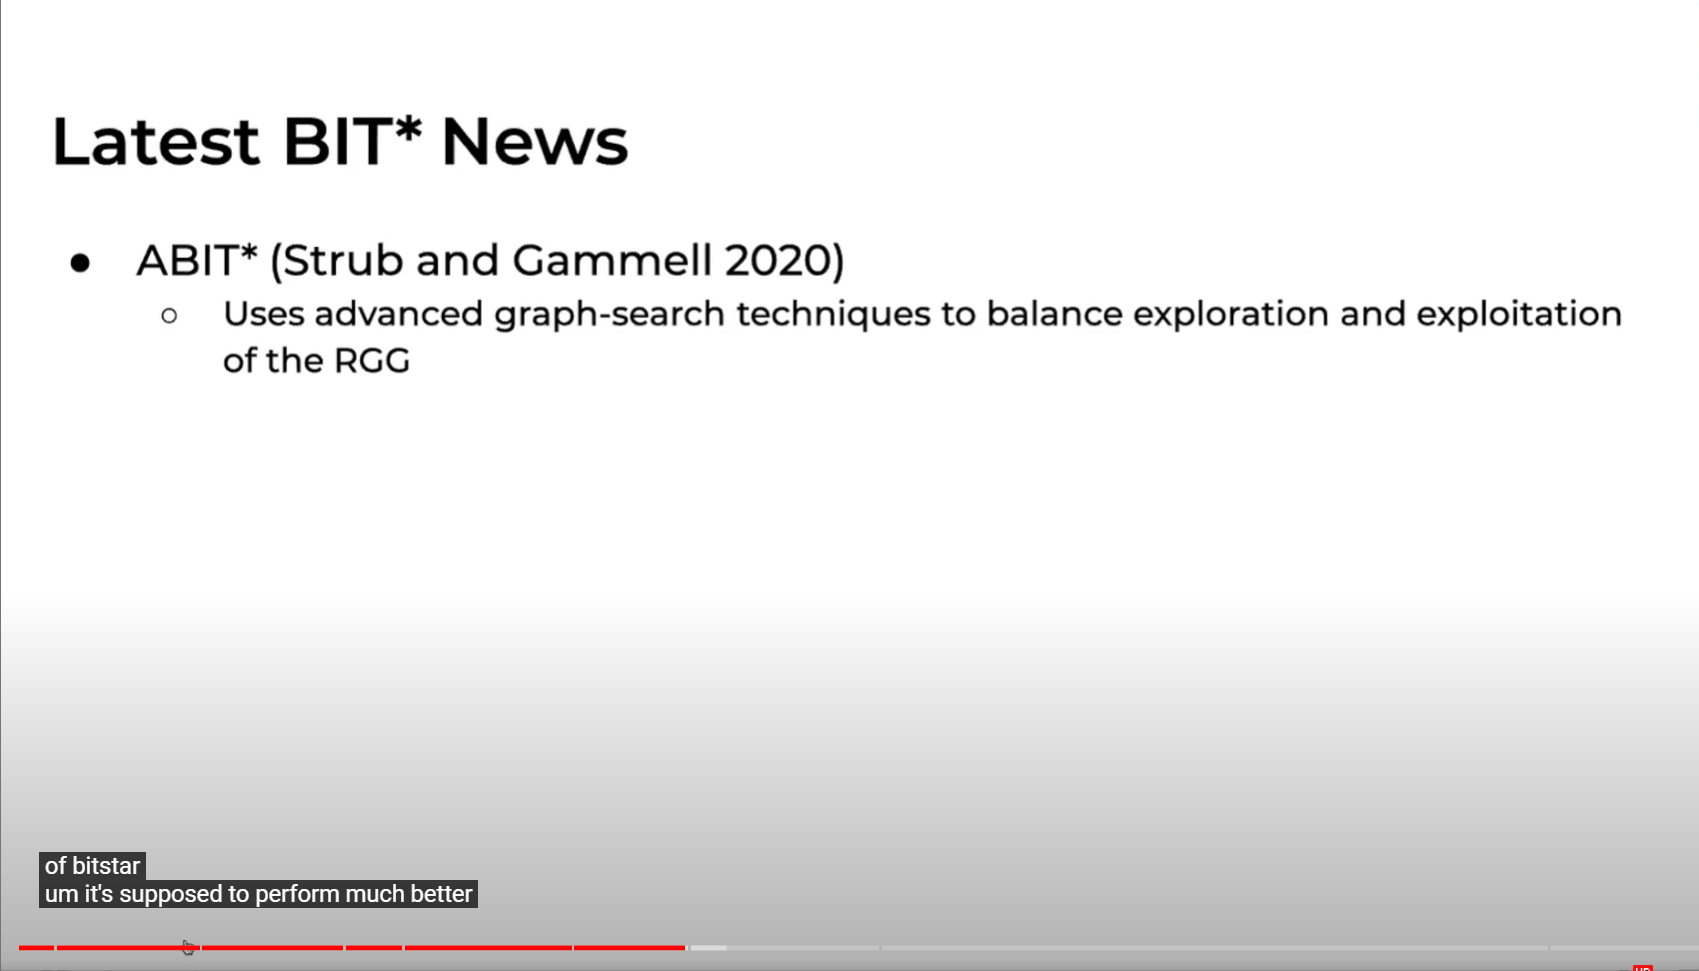 Latest BIT* News
● ABIT* (Strub and Gammell 2020)
○ Uses advanced graph-search techniques to balance exploration and exploitation
of the RGG
of bitstar
um it's supposed to perform much better